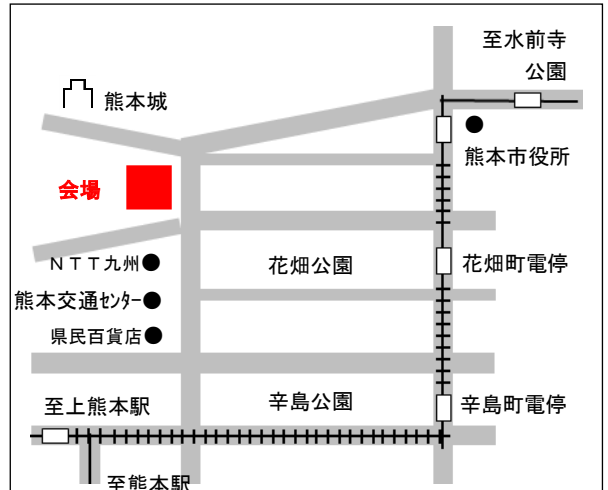 至水前寺
公園
熊本城
熊本市役所
会場
NTT九州
花畑公園
花畑町電停
熊本交通センター
県民百貨店
至上熊本駅
辛島公園
辛島町電停
至熊本駅